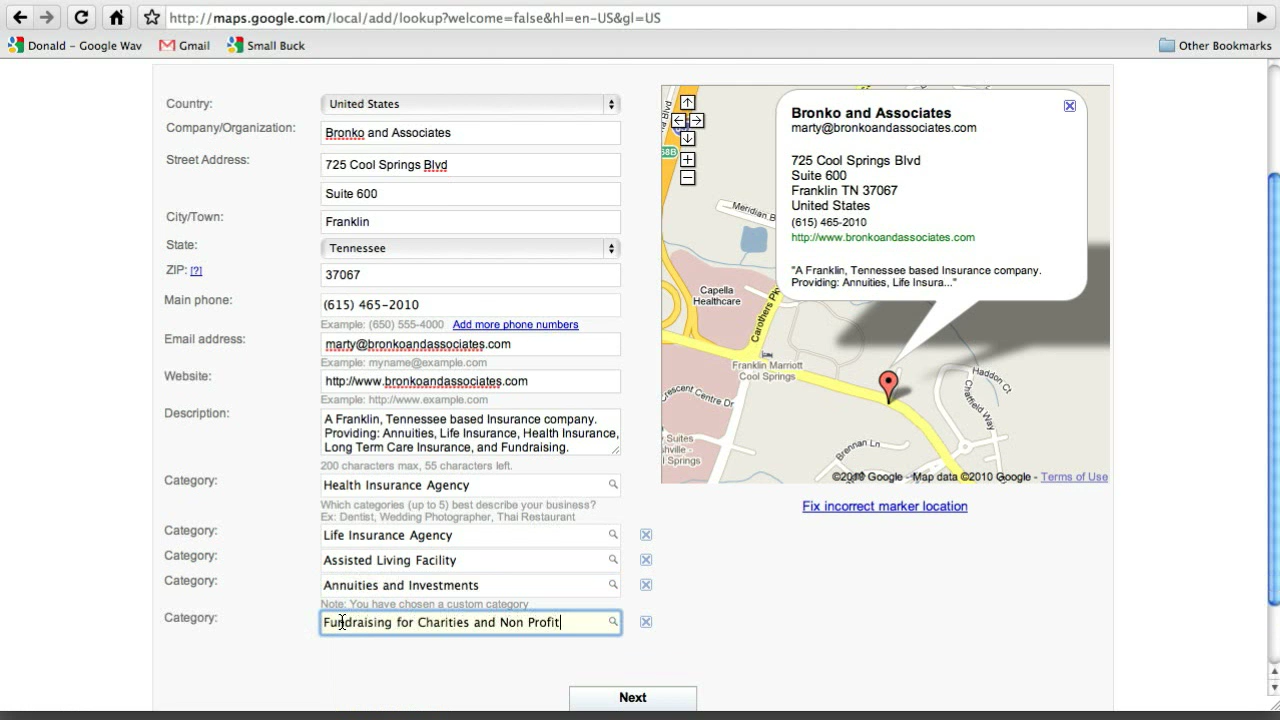 http://maps.google.com/local/add/lookup?welcome=false&hl=en-US&gl=US
Donald – Google Wav
Gmail
Small Buck
Other Bookmarks
Country:
United States
Company/Organization:
Bronko and Associates
Street Address:
725 Cool Springs Blvd
Suite 600
City/Town:
Franklin
State:
Tennessee
ZIP: [?]
37067
Main phone:
(615) 465-2010
Example: (650) 555-4000 Add more phone numbers
Email address:
marty@bronkoandassociates.com
Example: myname@example.com
Website:
http://www.bronkoandassociates.com
Example: http://www.example.com
Description:
A Franklin, Tennessee based Insurance company.
Providing: Annuities, Life Insurance, Health Insurance,
Long Term Care Insurance, and Fundraising.
200 characters max, 55 characters left.
Category:
Health Insurance Agency
Which categories (up to 5) best describe your business?
Ex: Dentist, Wedding Photographer, Thai Restaurant
Category:
Life Insurance Agency
Category:
Assisted Living Facility
Category:
Annuities and Investments
Note: You have chosen a custom category
Category:
Fundraising for Charities and Non Profit
Next
Bronko and Associates
marty@bronkoandassociates.com
725 Cool Springs Blvd
Suite 600
Franklin TN 37067
United States
(615) 465-2010
http://www.bronkoandassociates.com
"A Franklin, Tennessee based Insurance company.
Providing: Annuities, Life Insura..."
68B
Blvd
Meridian B
Capella
Healthcare
Carothers Pk
Franklin Marriott
Cool Springs
Crescent Centre Dr
Suites
Springs
Brennan Ln
Haddon Ct
Chatfield Way
©2010 Google - Map data ©2010 Google - Terms of Use
Fix incorrect marker location